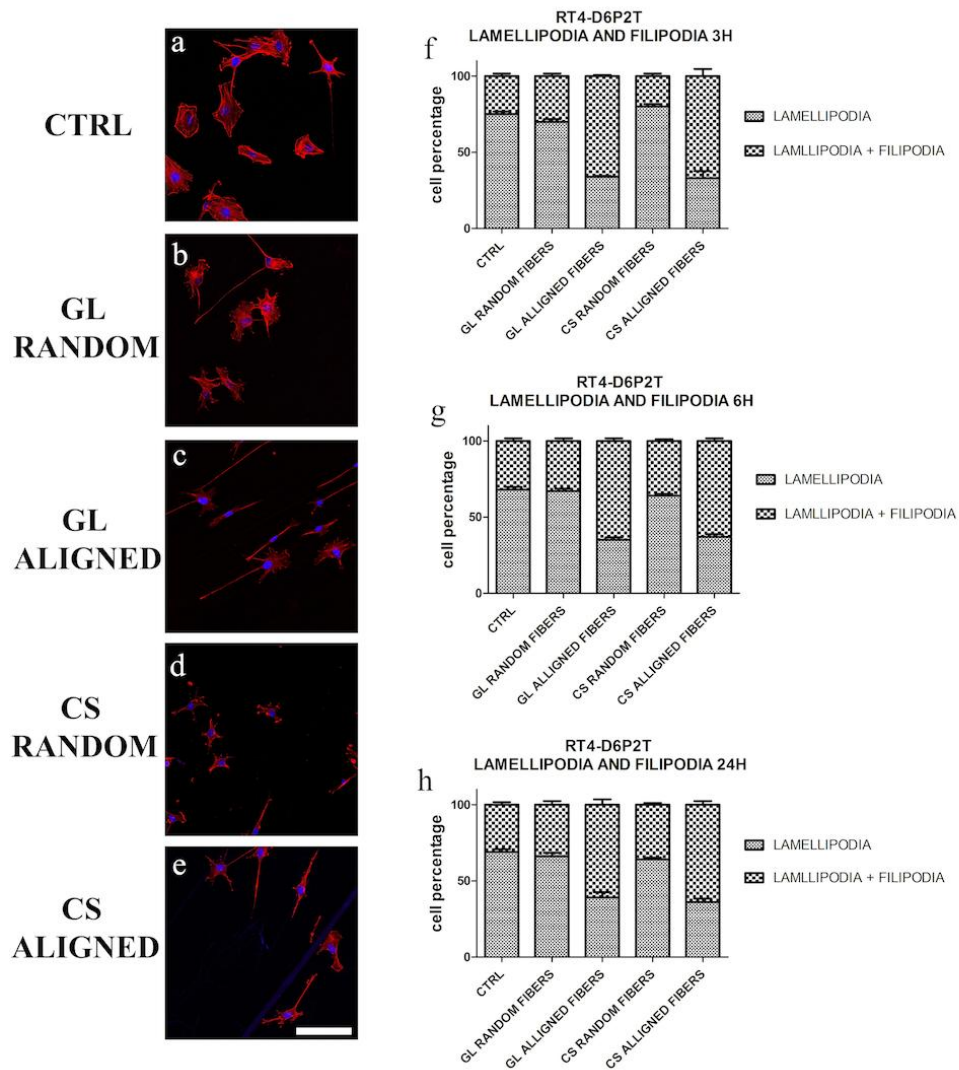 a
CTRL
b
GL
RANDOM
c
GL
ALIGNED
d
CS
RANDOM
e
CS
ALIGNED
f
RT4-D6P2T
LAMELLIPODIA AND FILIPODIA 3H
cell percentage
100
50
0
CTRL
GL RANDOM FIBERS
GL ALLIGNED FIBERS
CS RANDOM FIBERS
CS ALLIGNED FIBERS
LAMELLIPODIA
LAMLLIPODIA + FILIPODIA
g
RT4-D6P2T
LAMELLIPODIA AND FILIPODIA 6H
cell percentage
100
50
0
CTRL
GL RANDOM FIBERS
GL ALLIGNED FIBERS
CS RANDOM FIBERS
CS ALLIGNED FIBERS
LAMELLIPODIA
LAMLLIPODIA + FILIPODIA
h
RT4-D6P2T
LAMELLIPODIA AND FILIPODIA 24H
cell percentage
100
50
0
CTRL
GL RANDOM FIBERS
GL ALLIGNED FIBERS
CS RANDOM FIBERS
CS ALLIGNED FIBERS
LAMELLIPODIA
LAMLLIPODIA + FILIPODIA